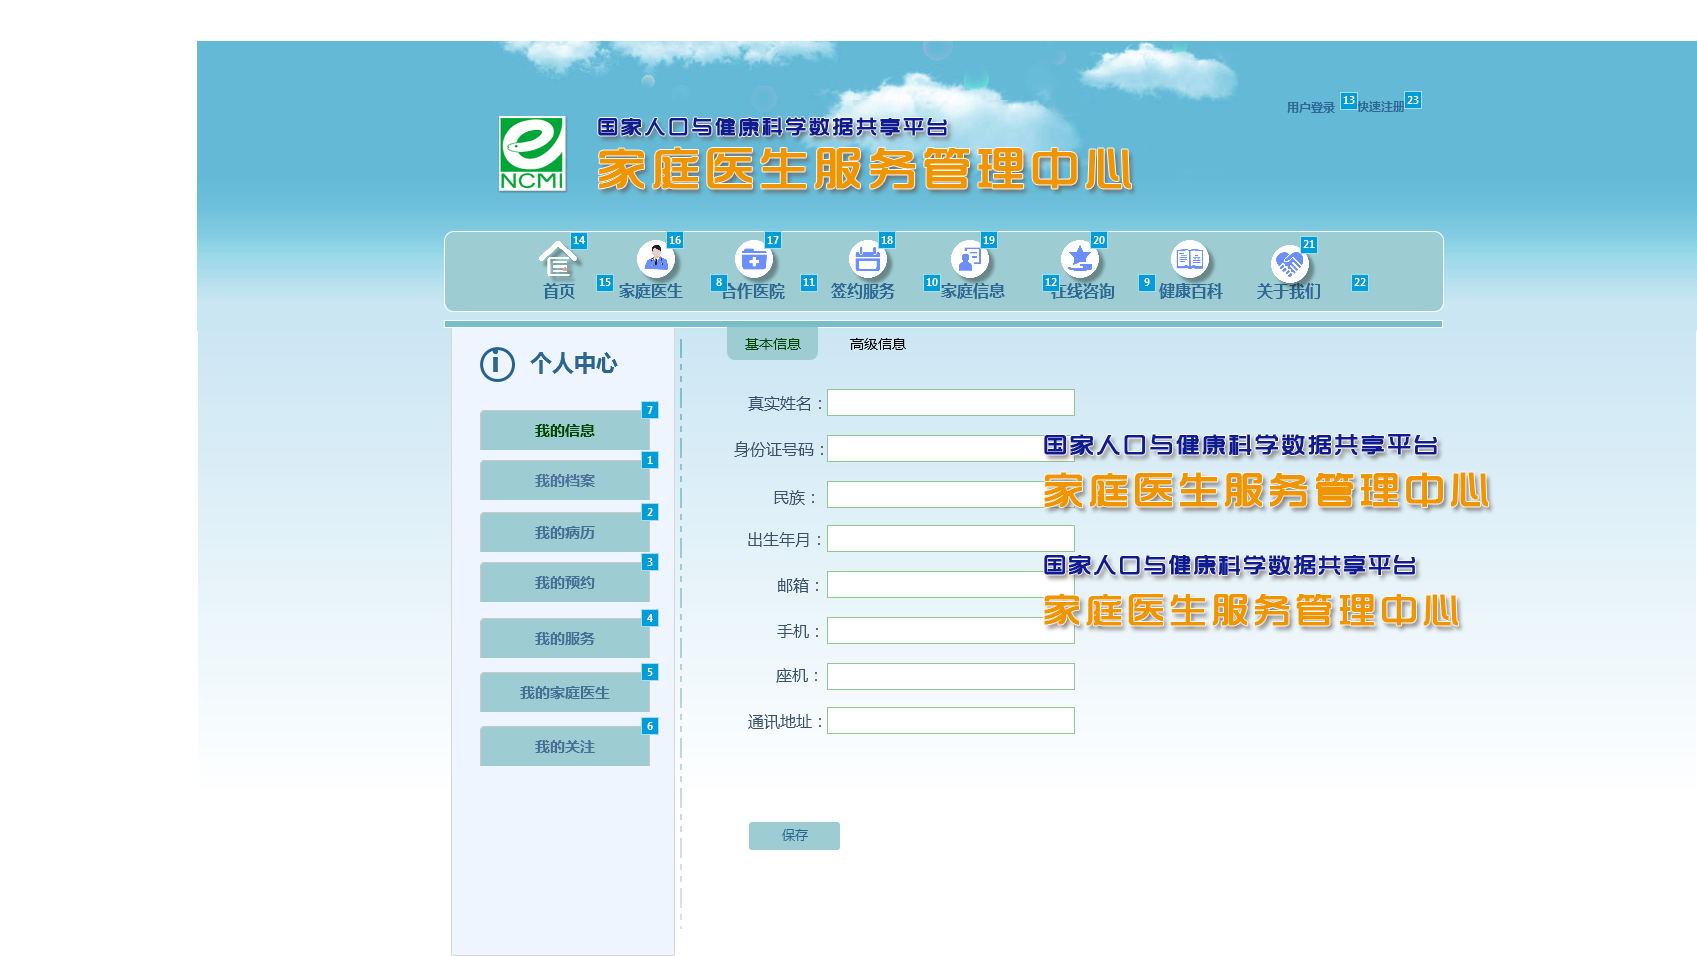 用户登录 13 快速注册 23
国家人口与健康科学数据共享平台
家庭医生服务管理中心
NCMI
14 16 17 18 19 20 21
首页 15 家庭医生 8 合作医院 11 签约服务 10 家庭信息 12 在线咨询 9 健康百科 关于我们 22
个人中心
基本信息 高级信息
我的信息 7
我的档案 1
我的病历 2
我的预约 3
我的服务 4
我的家庭医生 5
我的关注 6
真实姓名：
身份证号码：
民族：
出生年月：
邮箱：
手机：
座机：
通讯地址：
国家人口与健康科学数据共享平台
家庭医生服务管理中心
国家人口与健康科学数据共享平台
家庭医生服务管理中心
保存